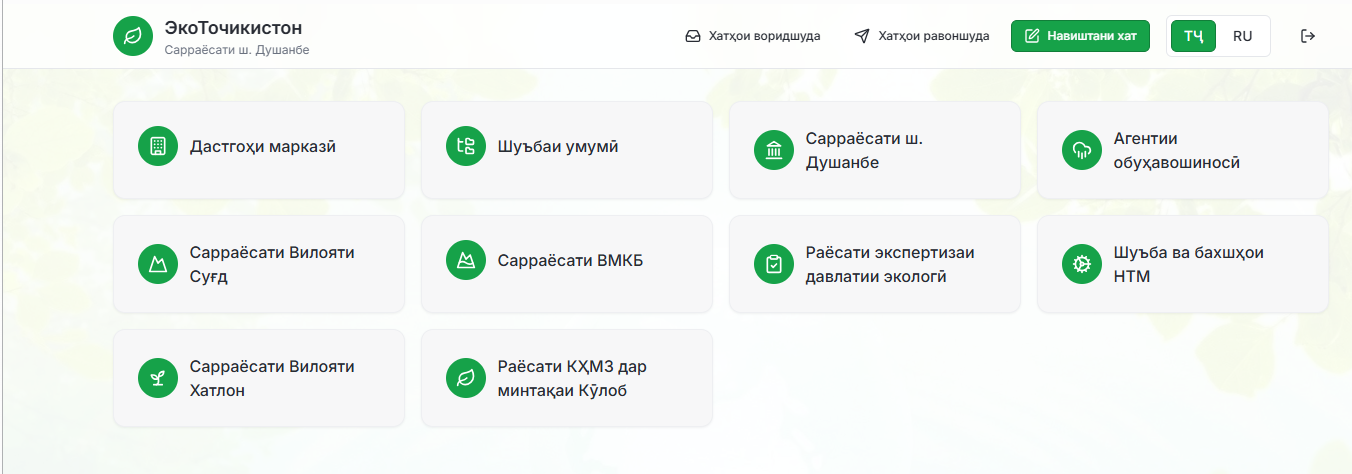 ЭкоТочикистон
Сарраёсати ш. Душанбе
Хатҳои воридшуда
Хатҳои равоншуда
Навиштани хат
ТҶ
RU
Дастгоҳи марказӣ
Шуъбаи умумӣ
Сарраёсати ш.
Душанбе
Агентии
обуҳавошиносӣ
Сарраёсати Вилояти
Суғд
Сарраёсати ВМКБ
Раёсати экспертизаи
давлатии экологӣ
Шуъба ва бахшҳои
НТМ
Сарраёсати Вилояти
Хатлон
Раёсати КҲМЗ дар
минтақаи Кӯлоб